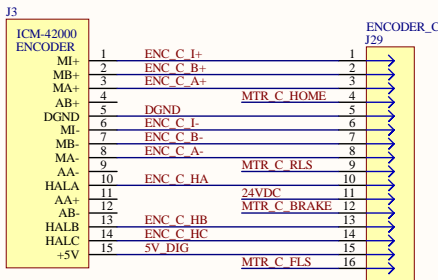 J3
ENCODER_C
J29
ICM-42000
ENCODER
MI+ 1 ENC_C_I+ 1
MB+ 2 ENC_C_B+ 2
MA+ 3 ENC_C_A+ 3
AB+ 4 MTR_C_HOME 4
DGND 5 DGND 5
MI- 6 ENC_C_I- 6
MB- 7 ENC_C_B- 7
MA- 8 ENC_C_A- 8
AA- 9 MTR_C_RLS 9
HALA 10 ENC_C_HA 10
AA+ 11 24VDC 11
AB- 12 MTR_C_BRAKE 12
HALB 13 ENC_C_HB 13
HALC 14 ENC_C_HC 14
+5V 15 5V_DIG 15
MTR_C_FLS 16